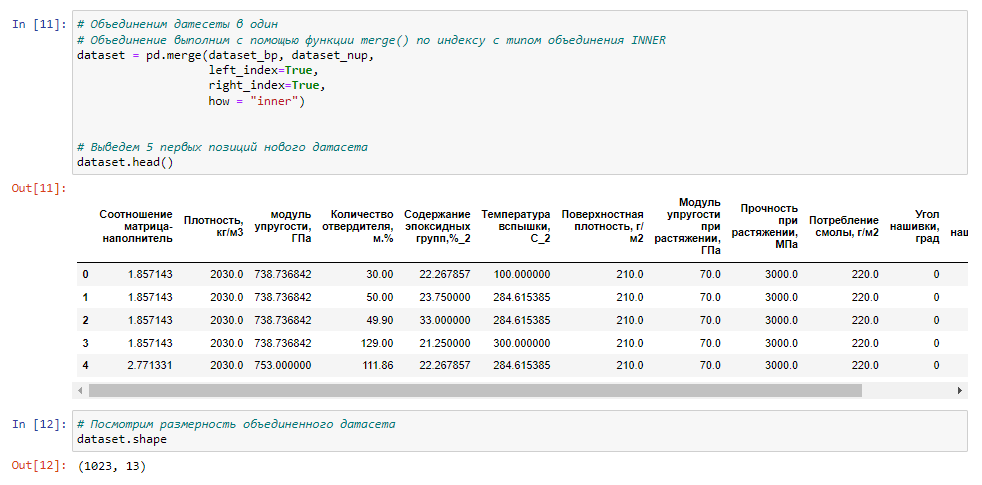 In [11]:
# Объединим датесеты в один
# Объединение выполним с помощью функции merge() по индексу с типом объединения INNER
dataset = pd.merge(dataset_bp, dataset_nup,
left_index=True,
right_index=True,
how = "inner")
# Выведем 5 первых позиций нового датасета
dataset.head()
Out[11]:
Соотношение матрица-наполнитель Плотность, кг/м3 модуль упругости, ГПа Количество отвердителя, м.% Содержание эпоксидных групп,%_2 Температура вспышки, С_2 Поверхностная плотность, г/м2 Модуль упругости при растяжении, ГПа Прочность при растяжении, МПа Потребление смолы, г/м2 Угол нашивки, град наш
0 1.857143 2030.0 738.736842 30.00 22.267857 100.000000 210.0 70.0 3000.0 220.0 0
1 1.857143 2030.0 738.736842 50.00 23.750000 284.615385 210.0 70.0 3000.0 220.0 0
2 1.857143 2030.0 738.736842 49.90 33.000000 284.615385 210.0 70.0 3000.0 220.0 0
3 1.857143 2030.0 738.736842 129.00 21.250000 300.000000 210.0 70.0 3000.0 220.0 0
4 2.771331 2030.0 753.000000 111.86 22.267857 284.615385 210.0 70.0 3000.0 220.0 0
In [12]:
# Посмотрим размерность объединенного датасета
dataset.shape
Out[12]: (1023, 13)